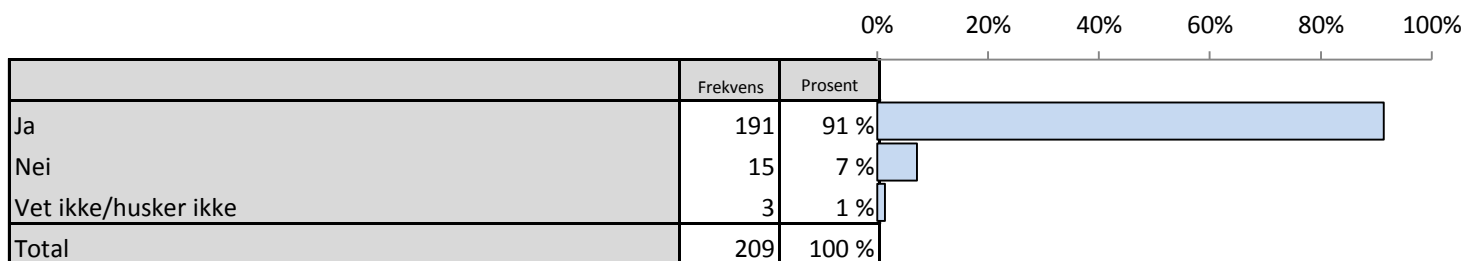 0% 20% 40% 60% 80% 100%
Frekvens Prosent
Ja 191 91 %
Nei 15 7 %
Vet ikke/husker ikke 3 1 %
Total 209 100 %